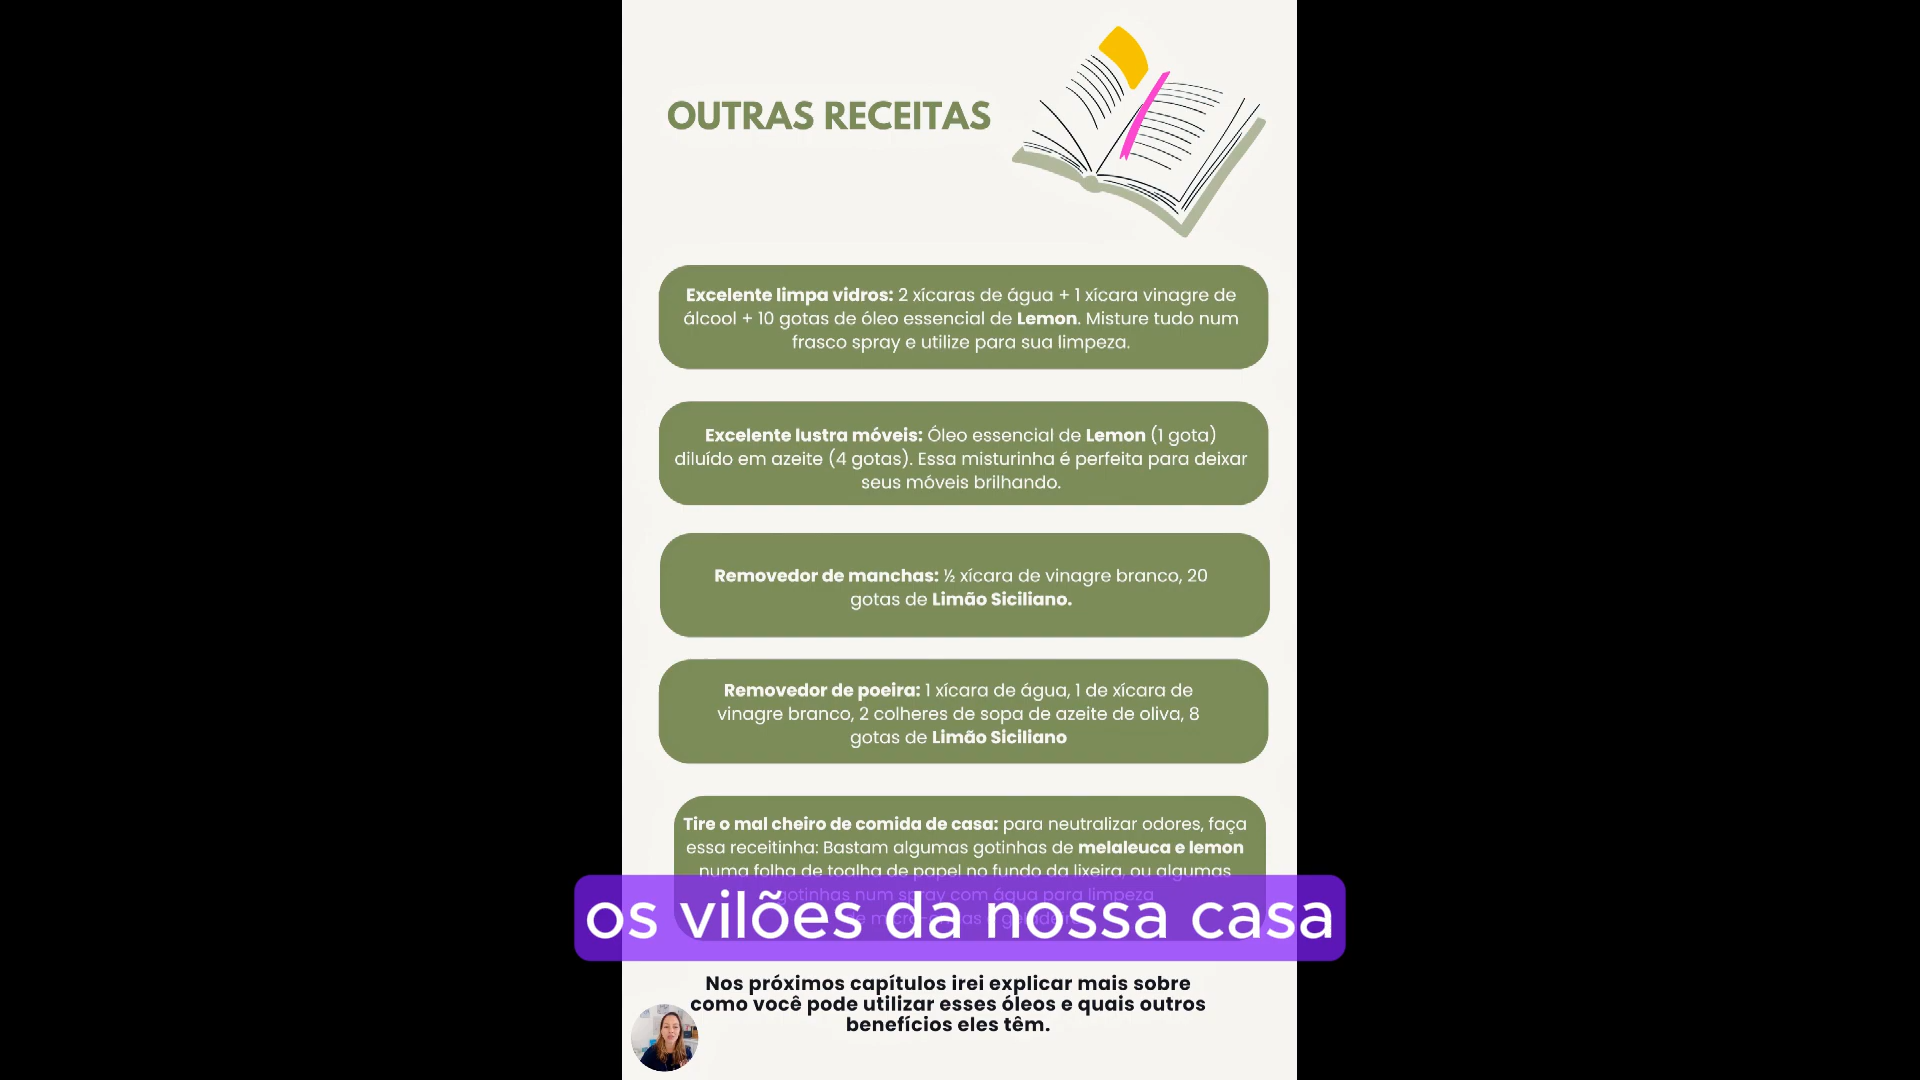 OUTRAS RECEITAS
Excelente limpa vidros: 2 xícaras de água + 1 xícara vinagre de
álcool + 10 gotas de óleo essencial de Lemon. Misture tudo num
frasco spray e utilize para sua limpeza.
Excelente lustra móveis: Óleo essencial de Lemon (1 gota)
diluído em azeite (4 gotas). Essa misturinha é perfeita para deixar
seus móveis brilhando.
Removedor de manchas: ½ xícara de vinagre branco, 20
gotas de Limão Siciliano.
Removedor de poeira: 1 xícara de água, 1 de xícara de
vinagre branco, 2 colheres de sopa de azeite de oliva, 8
gotas de Limão Siciliano
Tire o mal cheiro de comida de casa: para neutralizar odores, faça
essa receitinha: Bastam algumas gotinhas de melaleuca e lemon
numa folha de toalha de papel no fundo da lixeira, ou algumas
gotinhas num spray com água para limpeza
os vilões da nossa casa
Nos próximos capítulos irei explicar mais sobre
como você pode utilizar esses óleos e quais outros
benefícios eles têm.